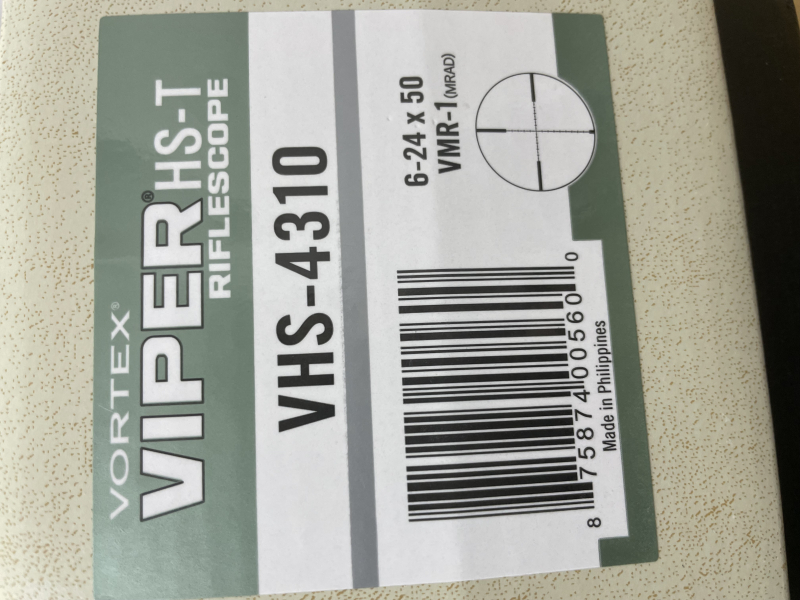 VORTEX®
VIPER® HS-T
RIFLESCOPE
VHS-4310
6-24 x 50
VMR-1 (MRAD)
8 75874 00560 0
Made in Philippines